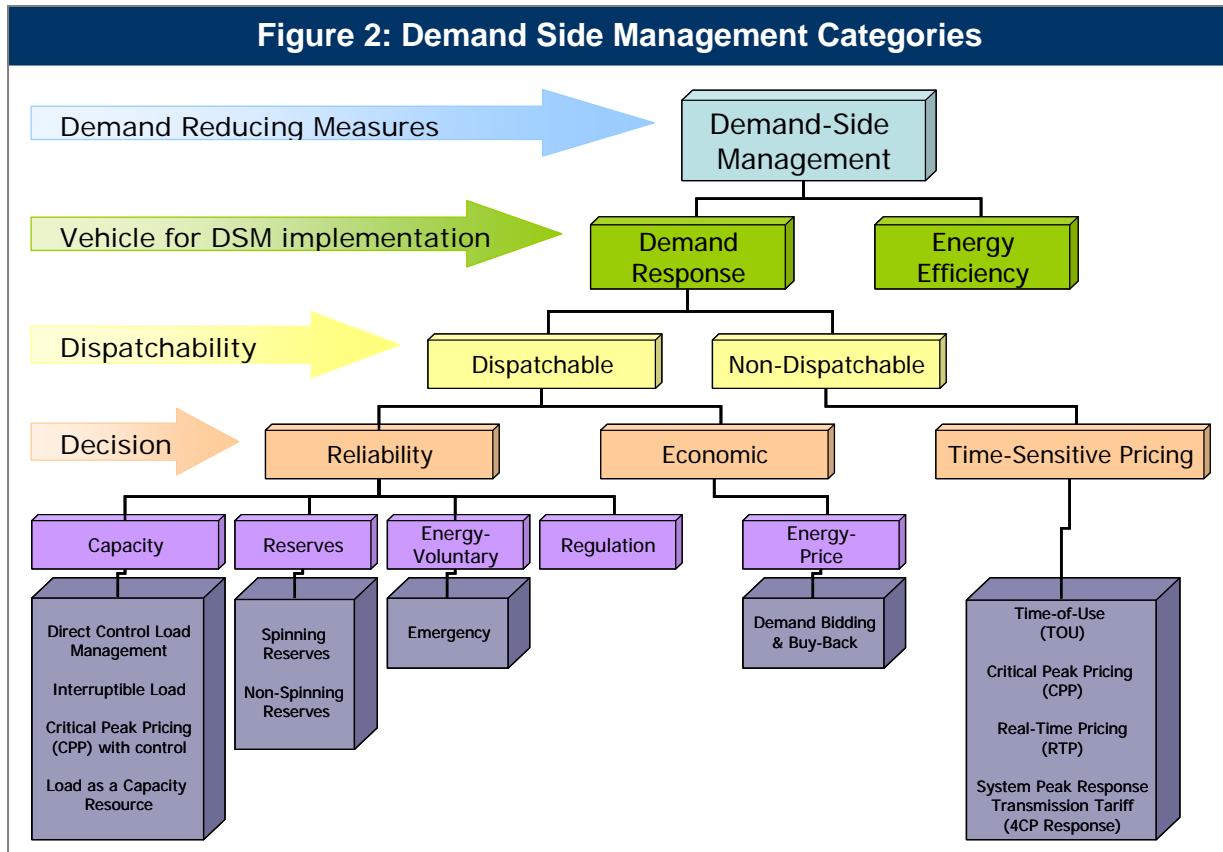 Figure 2: Demand Side Management Categories
Demand Reducing Measures
Demand-Side
Management
Vehicle for DSM implementation
Demand
Response
Energy
Efficiency
Dispatchability
Dispatchable
Non-Dispatchable
Decision
Reliability
Economic
Time-Sensitive Pricing
Capacity
Reserves
Energy-
Voluntary
Regulation
Energy-
Price
Direct Control Load
Management
Interruptible Load
Critical Peak Pricing
(CPP) with control
Load as a Capacity
Resource
Spinning
Reserves
Non-Spinning
Reserves
Emergency
Demand Bidding
& Buy-Back
Time-of-Use
(TOU)
Critical Peak Pricing
(CPP)
Real-Time Pricing
(RTP)
System Peak Response
Transmission Tariff
(4CP Response)